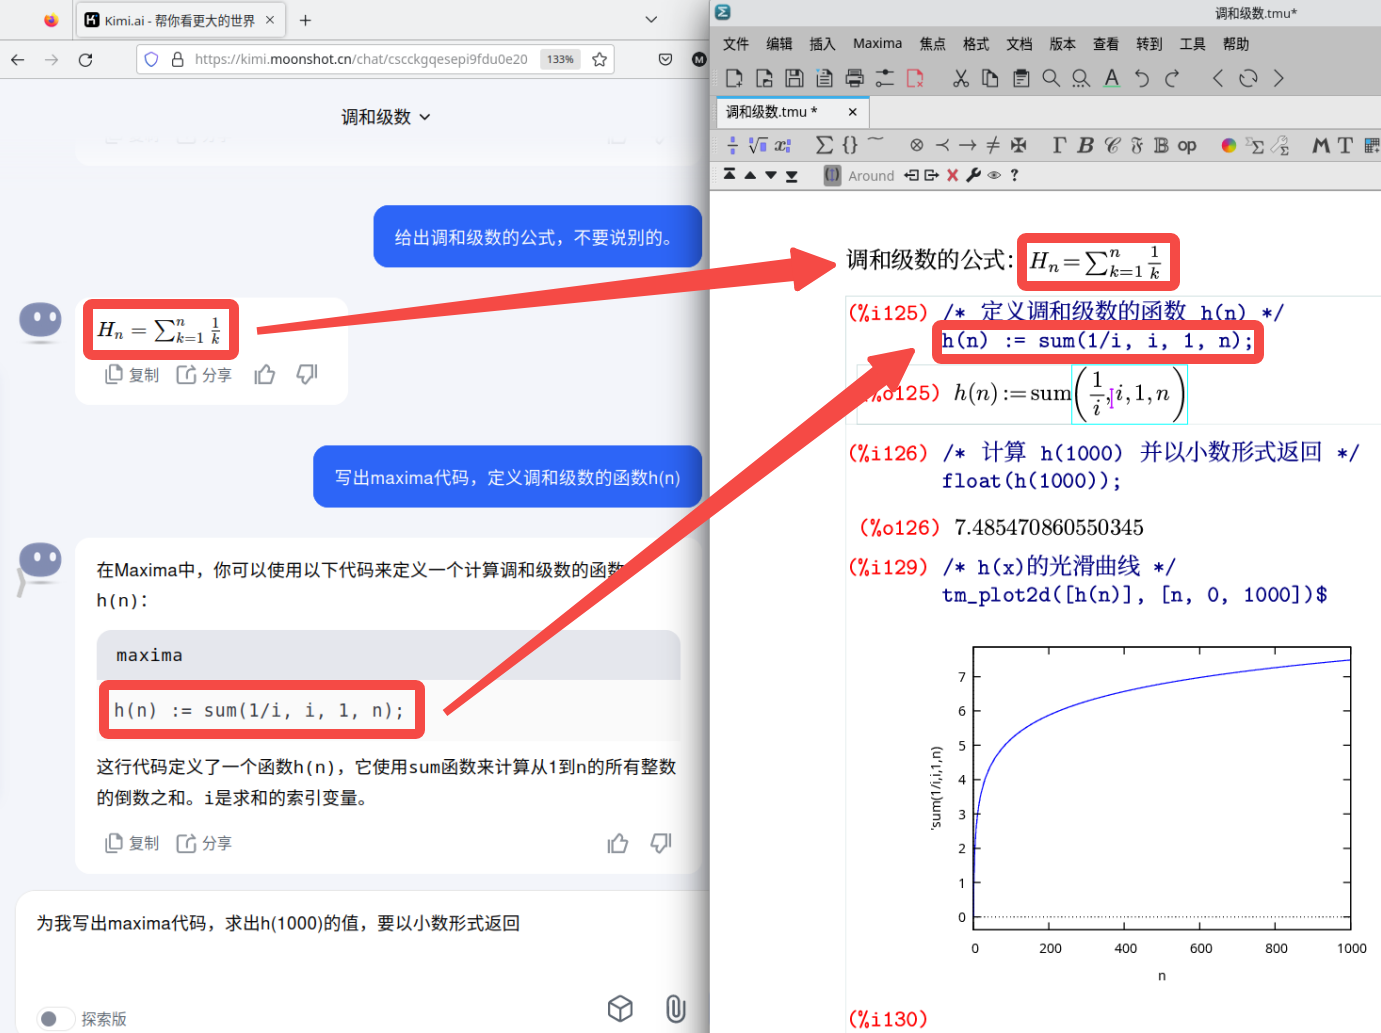 Kimi.ai - 帮你看更大的世界
https://kimi.moonshot.cn/chat/cscckgqesepi9fdu0e20
133%
M
调和级数
给出调和级数的公式，不要说别的。
H_n = ∑_{k=1}^{n} 1/k
复制 分享
写出maxima代码，定义调和级数的函数h(n)
在Maxima中，你可以使用以下代码来定义一个计算调和级数的函数
h(n)：
maxima
h(n) := sum(1/i, i, 1, n);
这行代码定义了一个函数h(n)，它使用sum函数来计算从1到n的所有整数
的倒数之和。i是求和的索引变量。
复制 分享
为我写出maxima代码，求出h(1000)的值，要以小数形式返回
探索版
调和级数.tmu*
文件 编辑 插入 Maxima 焦点 格式 文档 版本 查看 转到 工具 帮助
调和级数.tmu *
Around
调和级数的公式：H_n = ∑_{k=1}^{n} 1/k
(%i125) /* 定义调和级数的函数 h(n) */
h(n) := sum(1/i, i, 1, n);
%o125) h(n) := sum(1/i, i, 1, n)
(%i126) /* 计算 h(1000) 并以小数形式返回 */
float(h(1000));
(%o126) 7.485470860550345
(%i129) /* h(x)的光滑曲线 */
tm_plot2d([h(n)], [n, 0, 1000])$
7
6
5
4
3
2
1
0
'sum(1/i,i,1,n)
0 200 400 600 800 1000
n
(%i130)